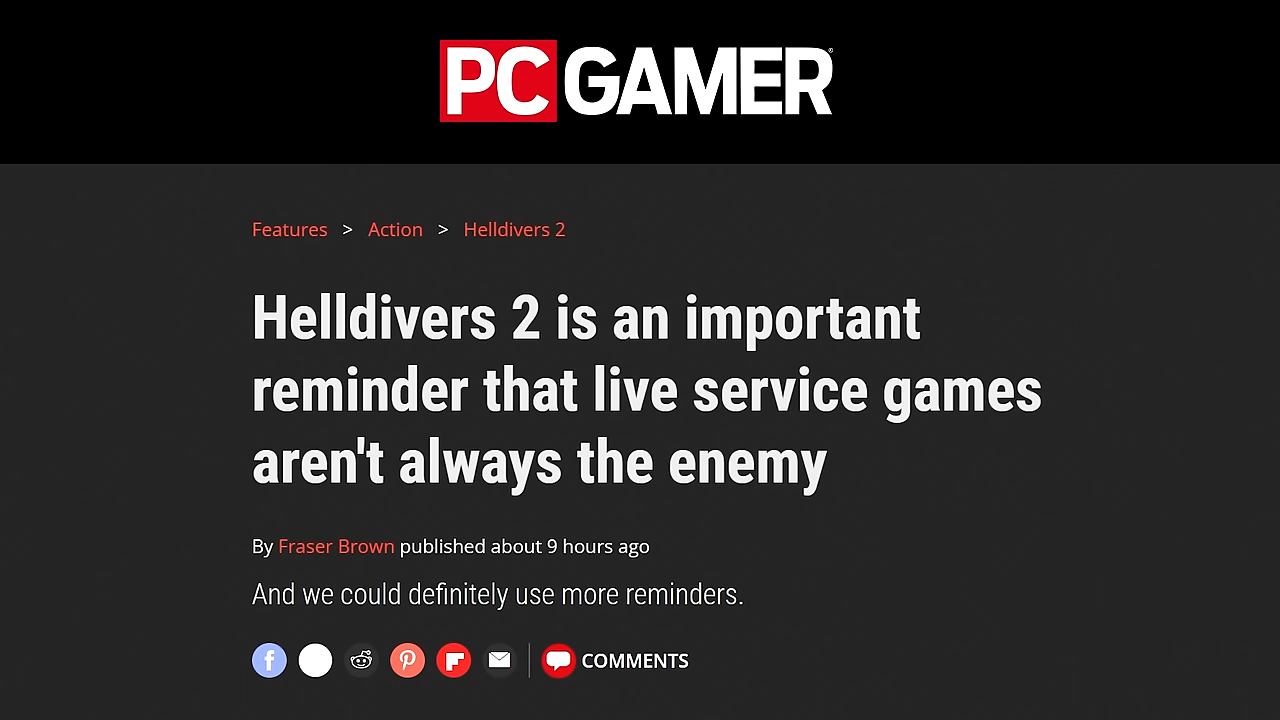 PC GAMER
Features > Action > Helldivers 2
Helldivers 2 is an important
reminder that live service games
aren't always the enemy
By Fraser Brown published about 9 hours ago
And we could definitely use more reminders.
COMMENTS